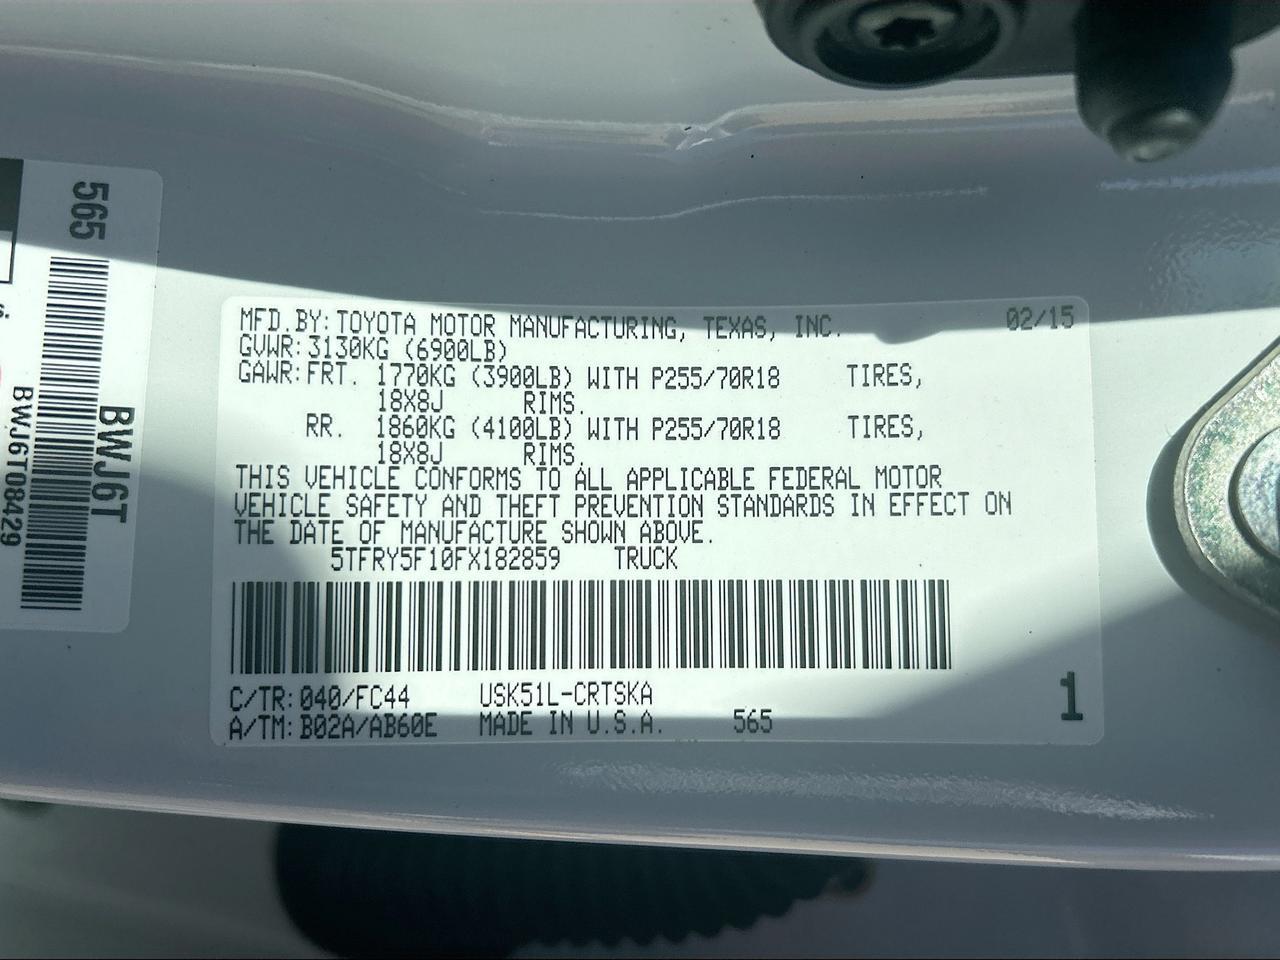 565
BWJ6T
BWJ6T08429
MFD.BY:TOYOTA MOTOR MANUFACTURING, TEXAS, INC. 02/15
GVWR:3130KG (6900LB)
GAWR:FRT. 1770KG (3900LB) WITH P255/70R18 TIRES,
18X8J RIMS.
RR. 1860KG (4100LB) WITH P255/70R18 TIRES,
18X8J RIMS.
THIS VEHICLE CONFORMS TO ALL APPLICABLE FEDERAL MOTOR
VEHICLE SAFETY AND THEFT PREVENTION STANDARDS IN EFFECT ON
THE DATE OF MANUFACTURE SHOWN ABOVE.
5TFRY5F10FX182859 TRUCK
C/TR:040/FC44 USK51L-CRTSKA
A/TM:B02A/AB60E MADE IN U.S.A. 565
1